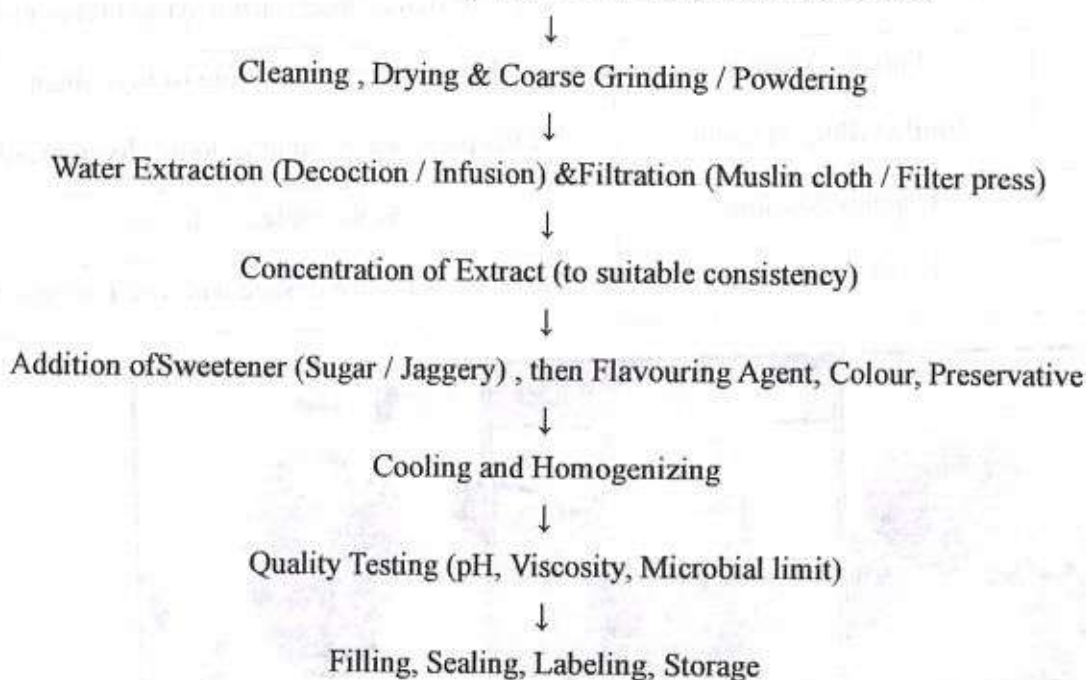 ↓
Cleaning , Drying & Coarse Grinding / Powdering
↓
Water Extraction (Decoction / Infusion) &Filtration (Muslin cloth / Filter press)
↓
Concentration of Extract (to suitable consistency)
↓
Addition ofSweetener (Sugar / Jaggery) , then Flavouring Agent, Colour, Preservative
↓
Cooling and Homogenizing
↓
Quality Testing (pH, Viscosity, Microbial limit)
↓
Filling, Sealing, Labeling, Storage